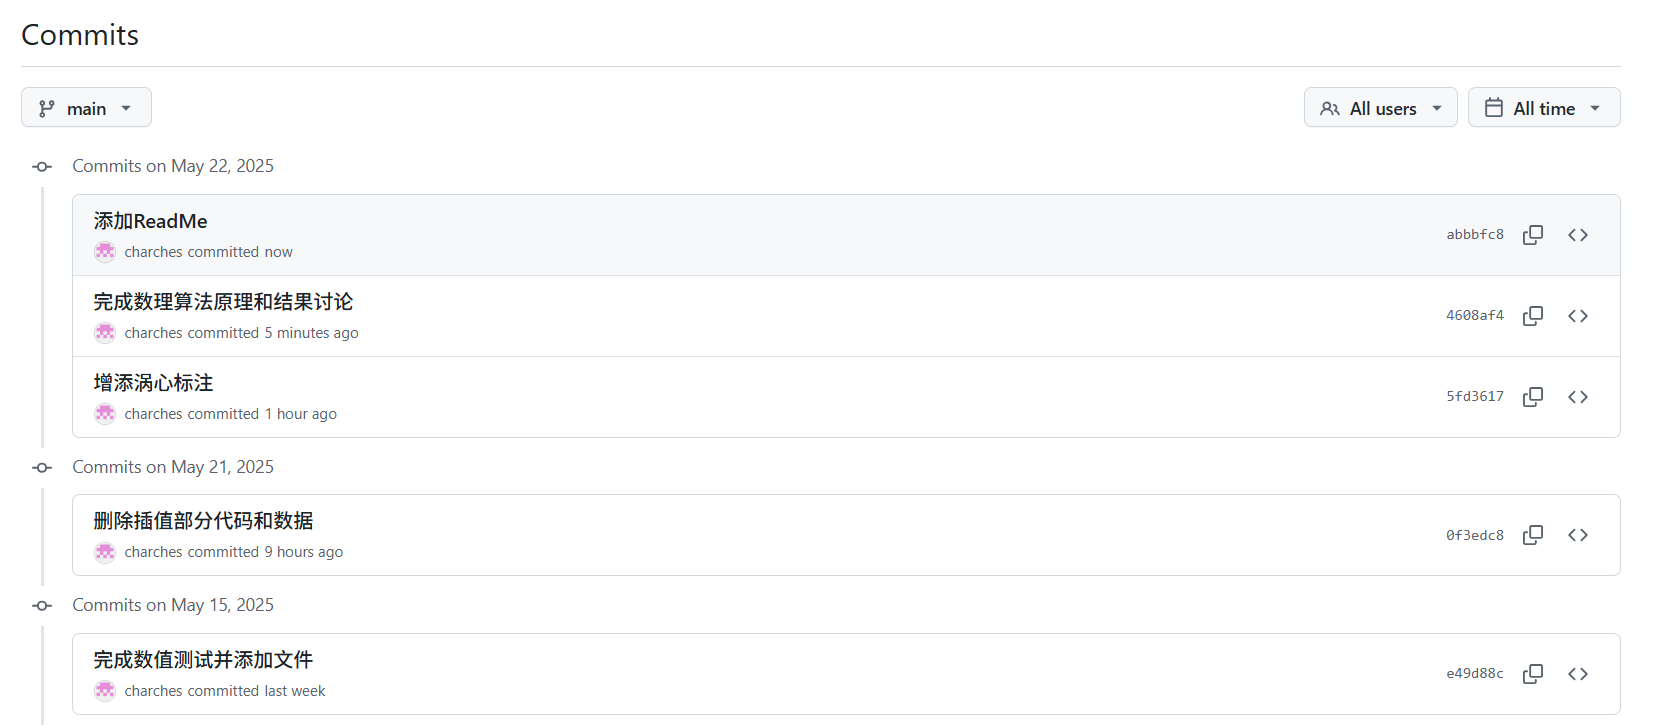 Commits
main
All users
All time
Commits on May 22, 2025
添加ReadMe
charches committed now
abbbfc8
完成数理算法原理和结果讨论
charches committed 5 minutes ago
4608af4
增添涡心标注
charches committed 1 hour ago
5fd3617
Commits on May 21, 2025
删除插值部分代码和数据
charches committed 9 hours ago
0f3edc8
Commits on May 15, 2025
完成数值测试并添加文件
charches committed last week
e49d88c